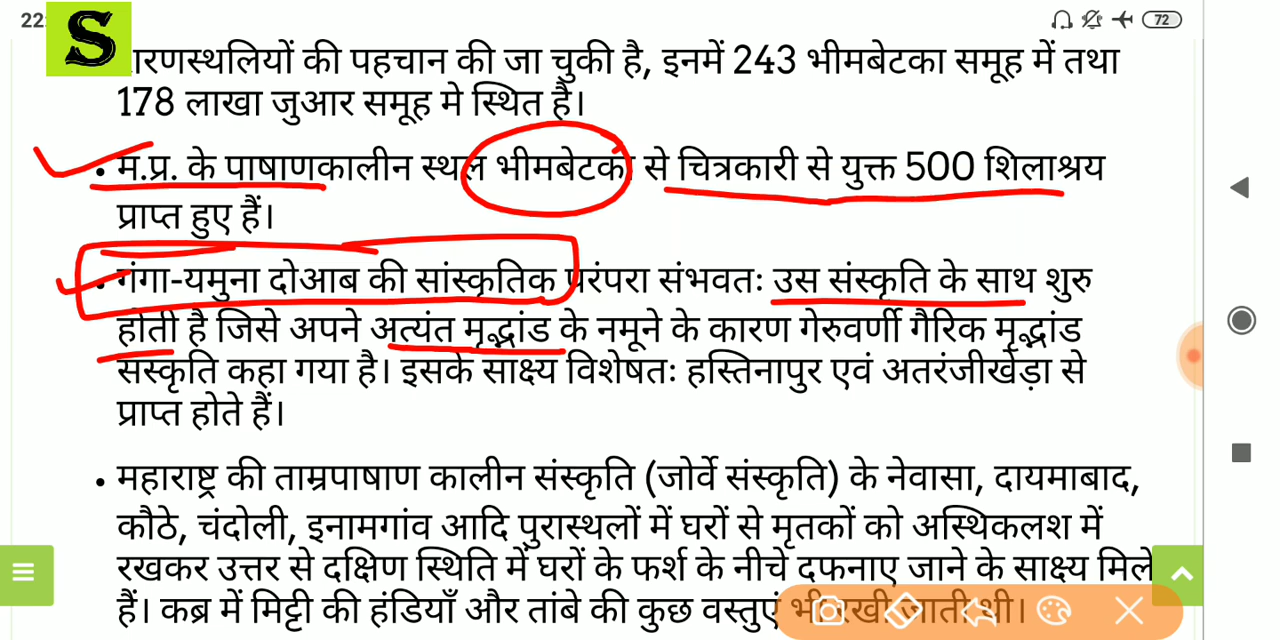 22:
S
72
ारणस्थलियों की पहचान की जा चुकी है, इनमें 243 भीमबेटका समूह में तथा
178 लाखा जुआर समूह मे स्थित है।
• म.प्र. के पाषाणकालीन स्थल भीमबेटका से चित्रकारी से युक्त 500 शिलाश्रय
प्राप्त हुए हैं।
• गंगा-यमुना दोआब की सांस्कृतिक परंपरा संभवतः उस संस्कृति के साथ शुरु
होती है जिसे अपने अत्यंत मृद्भांड के नमूने के कारण गेरुवर्णी गैरिक मृद्भांड
संस्कृति कहा गया है। इसके साक्ष्य विशेषतः हस्तिनापुर एवं अतरंजीखेड़ा से
प्राप्त होते हैं।
• महाराष्ट्र की ताम्रपाषाण कालीन संस्कृति (जोर्वे संस्कृति) के नेवासा, दायमाबाद,
कौठे, चंदोली, इनामगांव आदि पुरास्थलों में घरों से मृतकों को अस्थिकलश में
रखकर उत्तर से दक्षिण स्थिति में घरों के फर्श के नीचे दफनाए जाने के साक्ष्य मिले
हैं। कब्र में मिट्टी की हंडियाँ और तांबे की कुछ वस्तुएं भी रखी जाती थी।